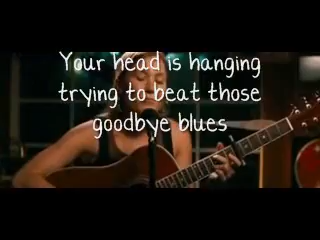 Your head is hanging
trying to beat those
goodbye blues